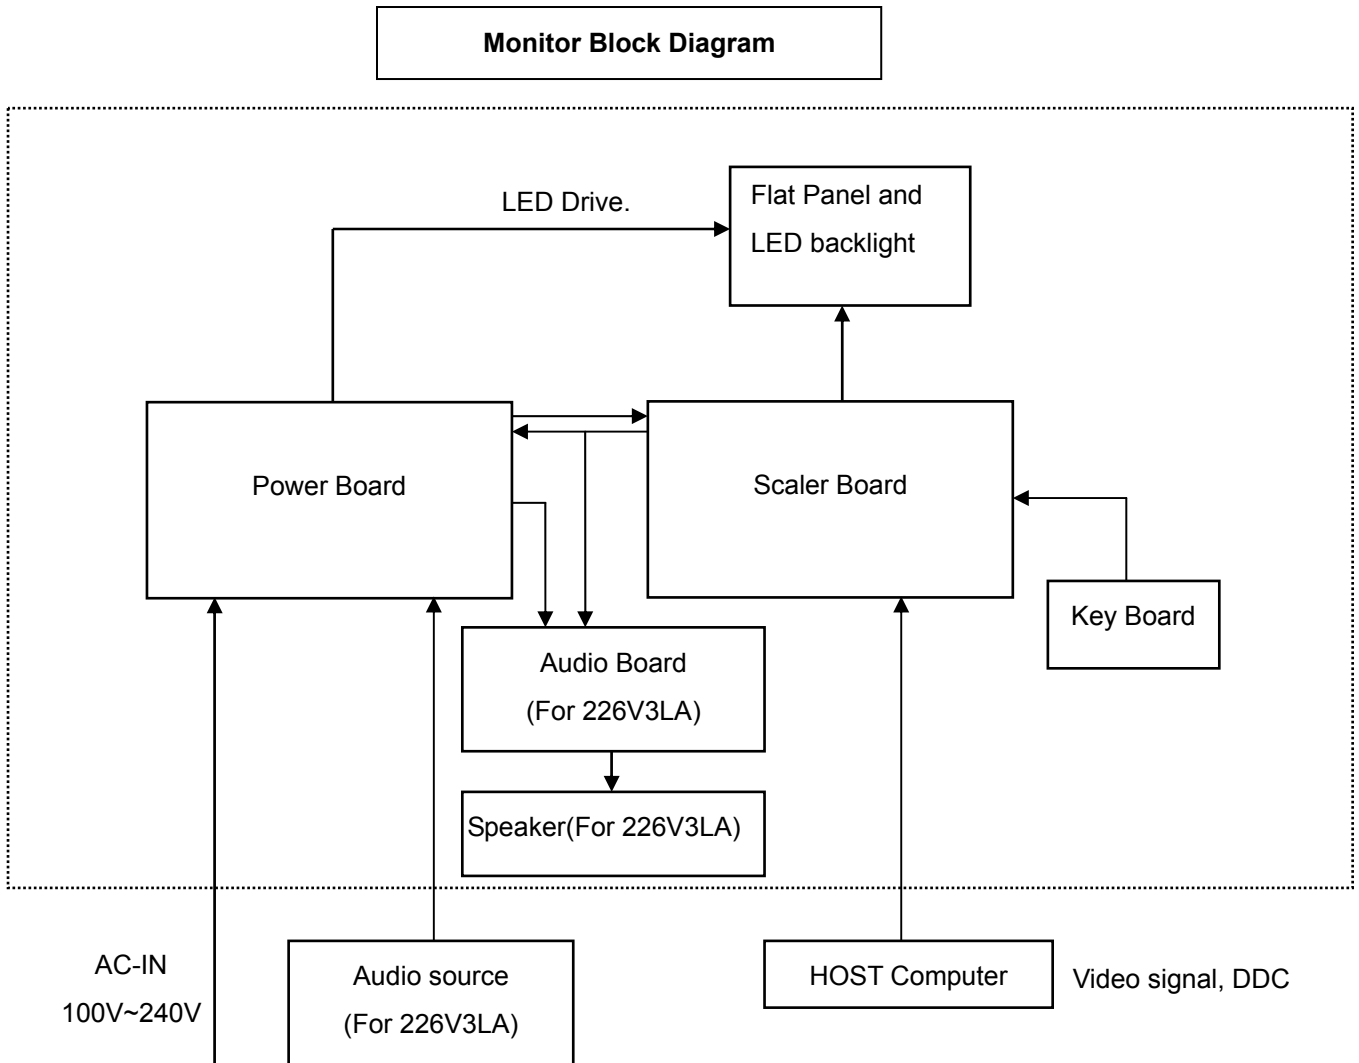 Monitor Block Diagram
LED Drive.
Flat Panel and
LED backlight
Power Board
Scaler Board
Key Board
Audio Board
(For 226V3LA)
Speaker(For 226V3LA)
AC-IN
100V~240V
Audio source
(For 226V3LA)
HOST Computer
Video signal, DDC